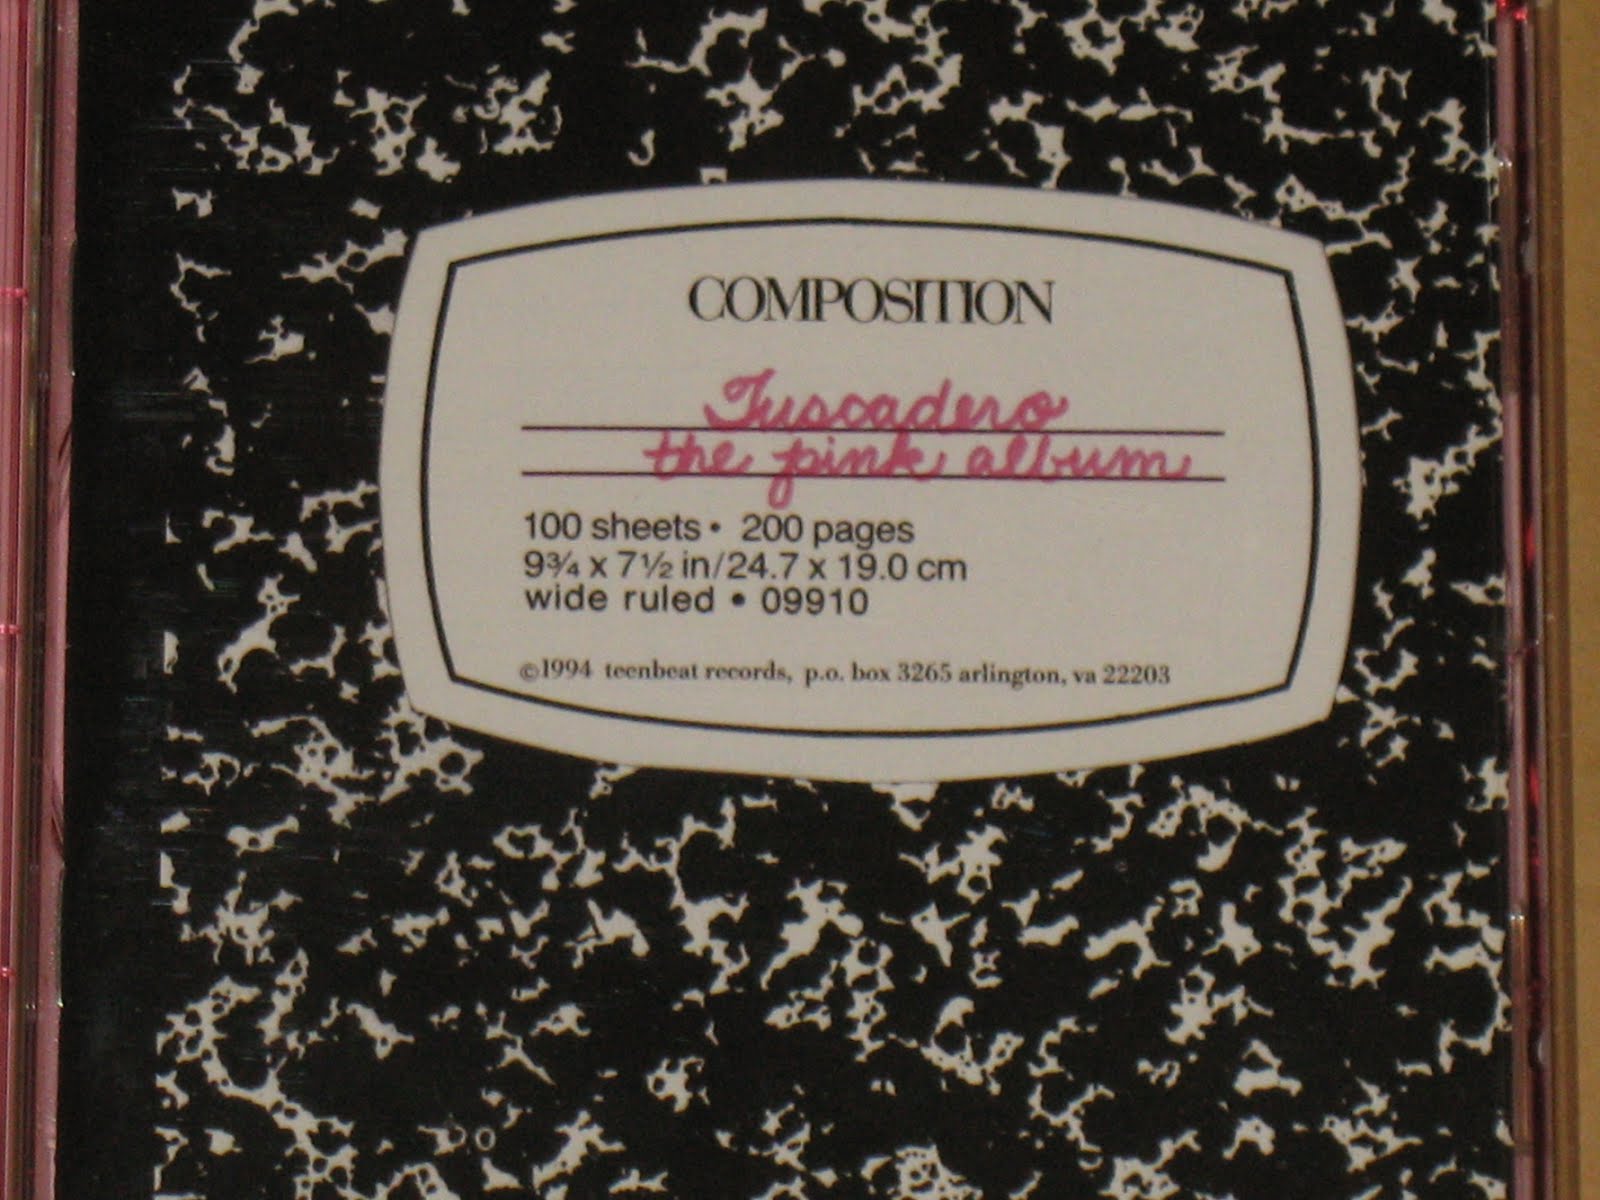 COMPOSITION
Tuscadero
the pink album
100 sheets • 200 pages
9¾ x 7½ in/24.7 x 19.0 cm
wide ruled • 09910
©1994 teenbeat records, p.o. box 3265 arlington, va 22203